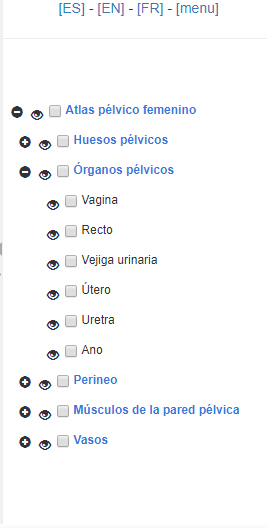 [ES] - [EN] - [FR] - [menu]
Atlas pélvico femenino
Huesos pélvicos
Órganos pélvicos
Vagina
Recto
Vejiga urinaria
Útero
Uretra
Ano
Perineo
Músculos de la pared pélvica
Vasos